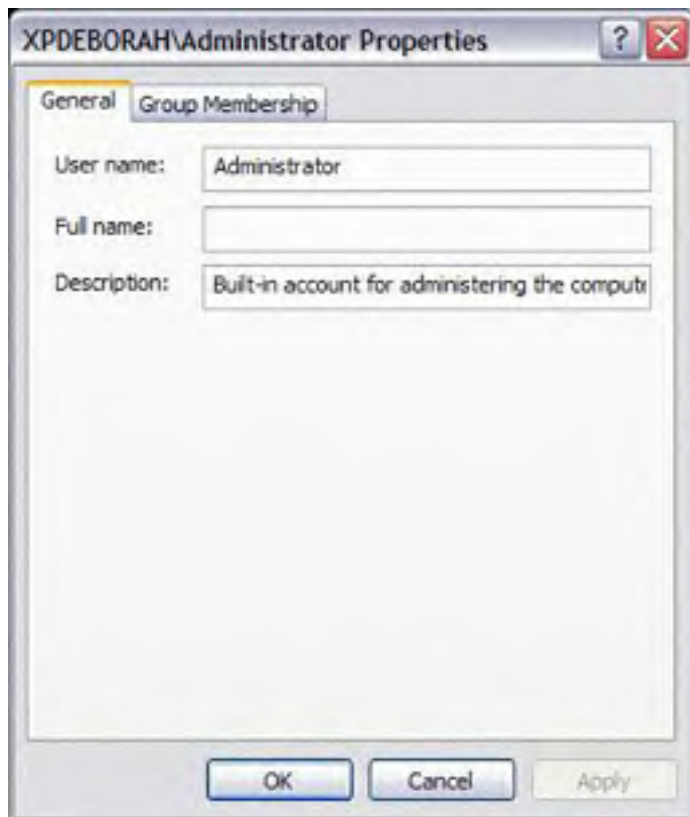 XPDEBORAH\Administrator Properties
?
General Group Membership
User name: Administrator
Full name:
Description: Built-in account for administering the compute
OK Cancel Apply